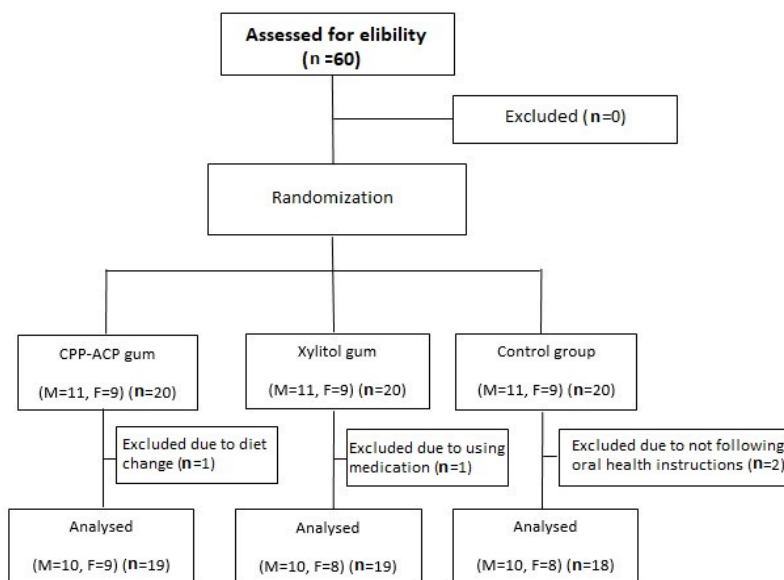 Assessed for elibility
(n =60)
Excluded (n=0)
Randomization
CPP-ACP gum
(M=11, F=9) (n=20)
Xylitol gum
(M=11, F=9) (n=20)
Control group
(M=11, F=9) (n=20)
Excluded due to diet
change (n=1)
Excluded due to using
medication (n=1)
Excluded due to not following
oral health instructions (n=2)
Analysed
(M=10, F=9) (n=19)
Analysed
(M=10, F=8) (n=19)
Analysed
(M=10, F=8) (n=18)